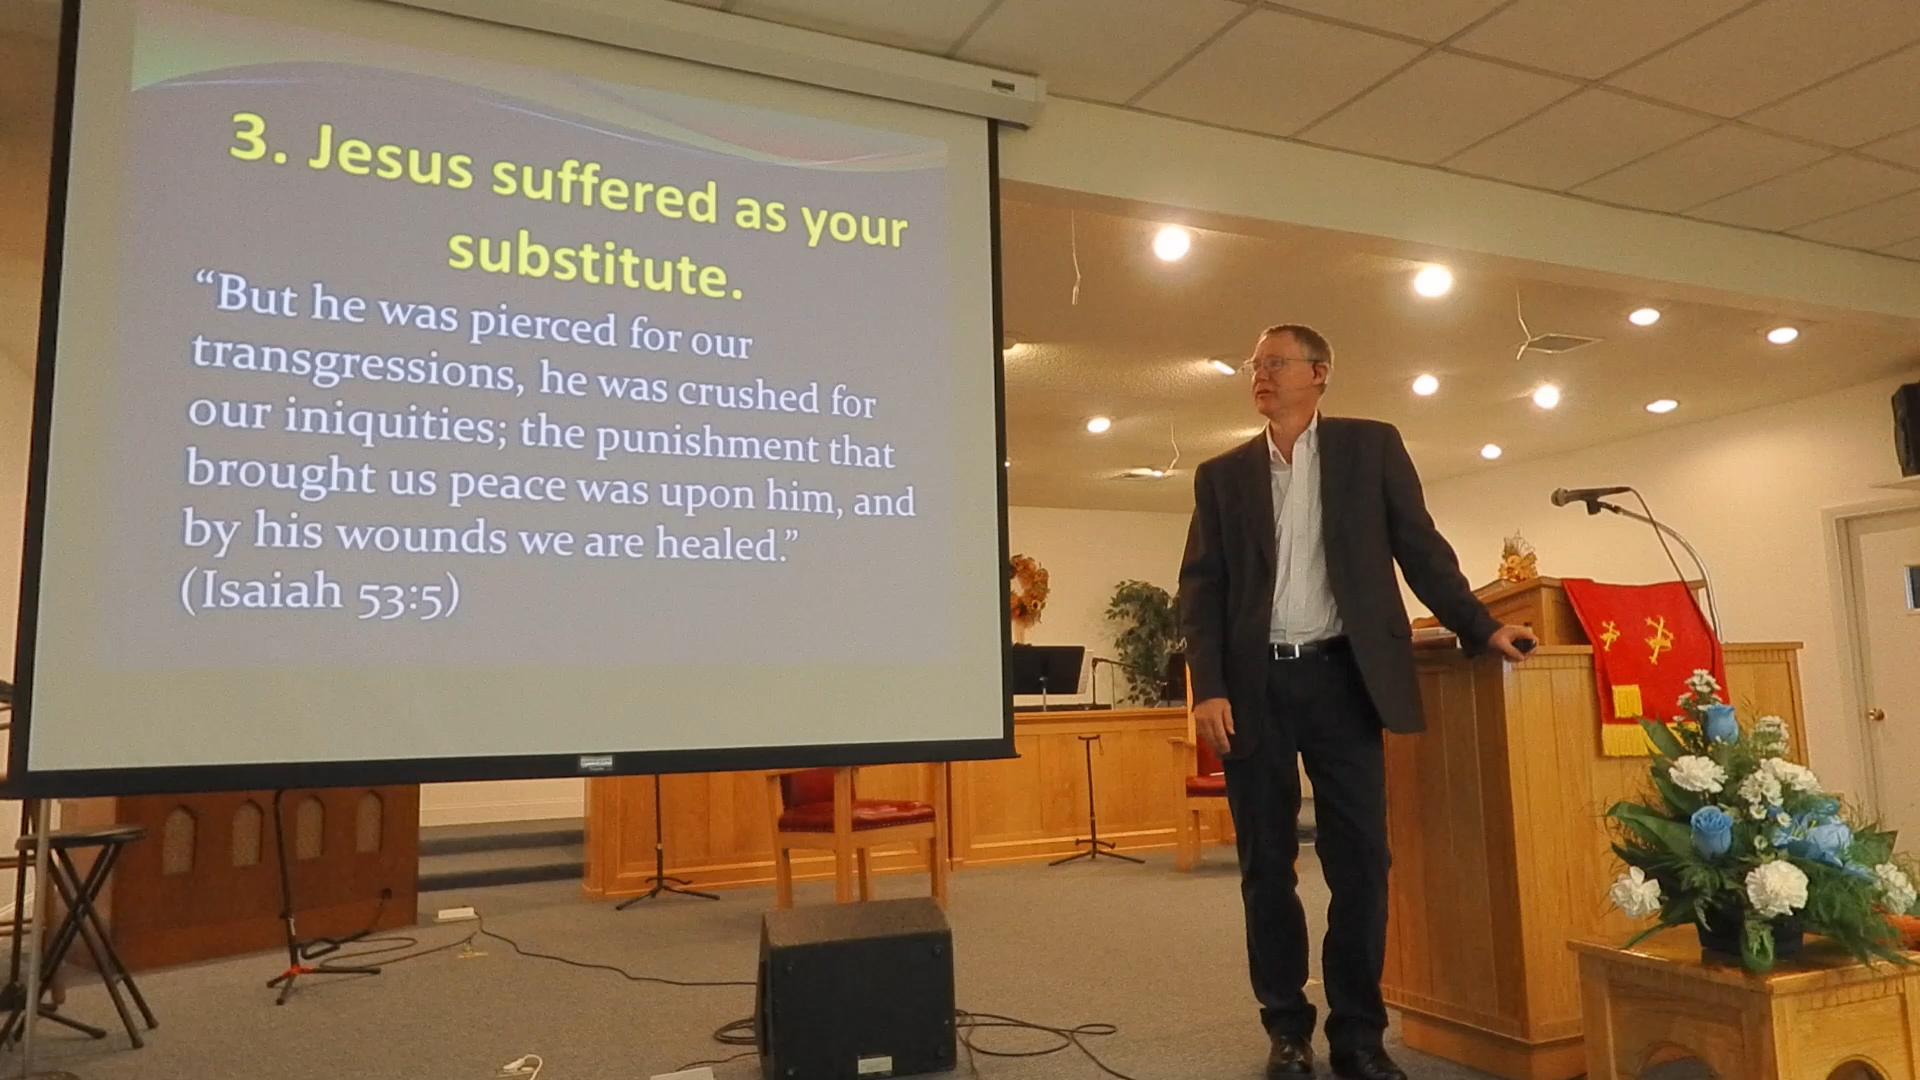 3. Jesus suffered as your
substitute.
“But he was pierced for our
transgressions, he was crushed for
our iniquities; the punishment that
brought us peace was upon him, and
by his wounds we are healed.”
(Isaiah 53:5)